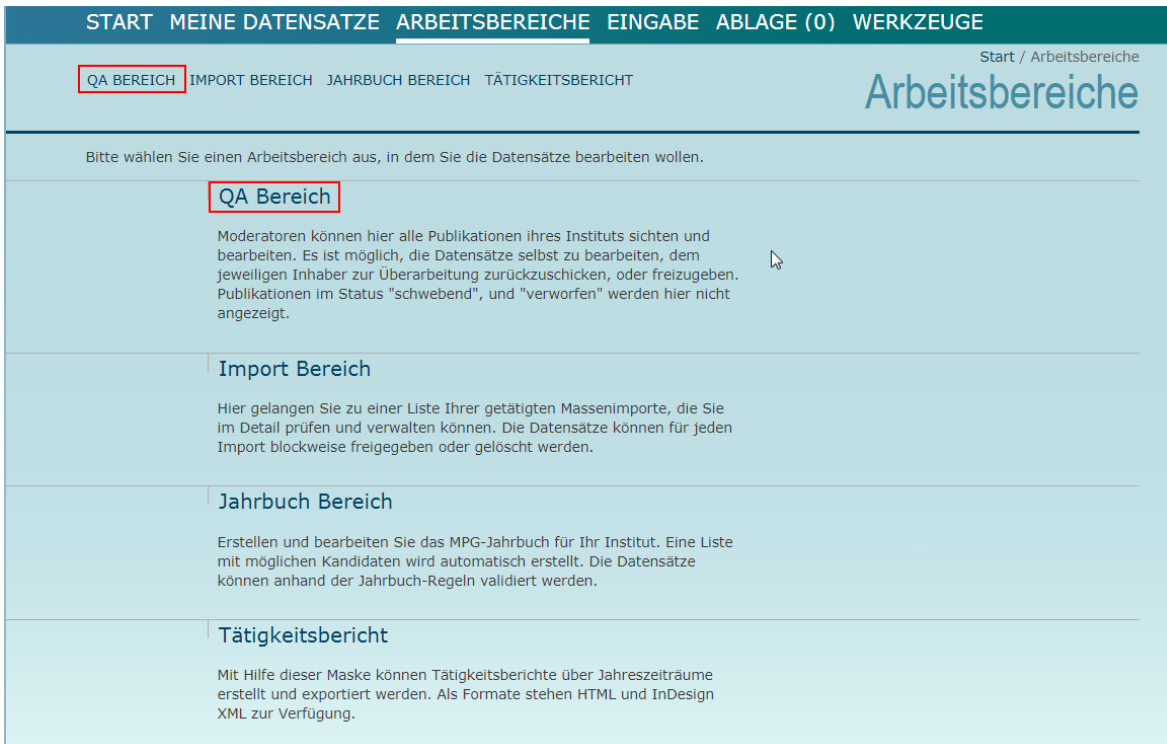 START MEINE DATENSÄTZE ARBEITSBEREICHE EINGABE ABLAGE (0) WERKZEUGE
Start / Arbeitsbereiche
QA BEREICH IMPORT BEREICH JAHRBUCH BEREICH TÄTIGKEITSBERICHT
Arbeitsbereiche
Bitte wählen Sie einen Arbeitsbereich aus, in dem Sie die Datensätze bearbeiten wollen.
QA Bereich
Moderatoren können hier alle Publikationen ihres Instituts sichten und
bearbeiten. Es ist möglich, die Datensätze selbst zu bearbeiten, dem
jeweiligen Inhaber zur Überarbeitung zurückzuschicken, oder freizugeben.
Publikationen im Status "schwebend", und "verworfen" werden hier nicht
angezeigt.
Import Bereich
Hier gelangen Sie zu einer Liste Ihrer getätigten Massenimporte, die Sie
im Detail prüfen und verwalten können. Die Datensätze können für jeden
Import blockweise freigegeben oder gelöscht werden.
Jahrbuch Bereich
Erstellen und bearbeiten Sie das MPG-Jahrbuch für Ihr Institut. Eine Liste
mit möglichen Kandidaten wird automatisch erstellt. Die Datensätze
können anhand der Jahrbuch-Regeln validiert werden.
Tätigkeitsbericht
Mit Hilfe dieser Maske können Tätigkeitsberichte über Jahreszeiträume
erstellt und exportiert werden. Als Formate stehen HTML und InDesign
XML zur Verfügung.